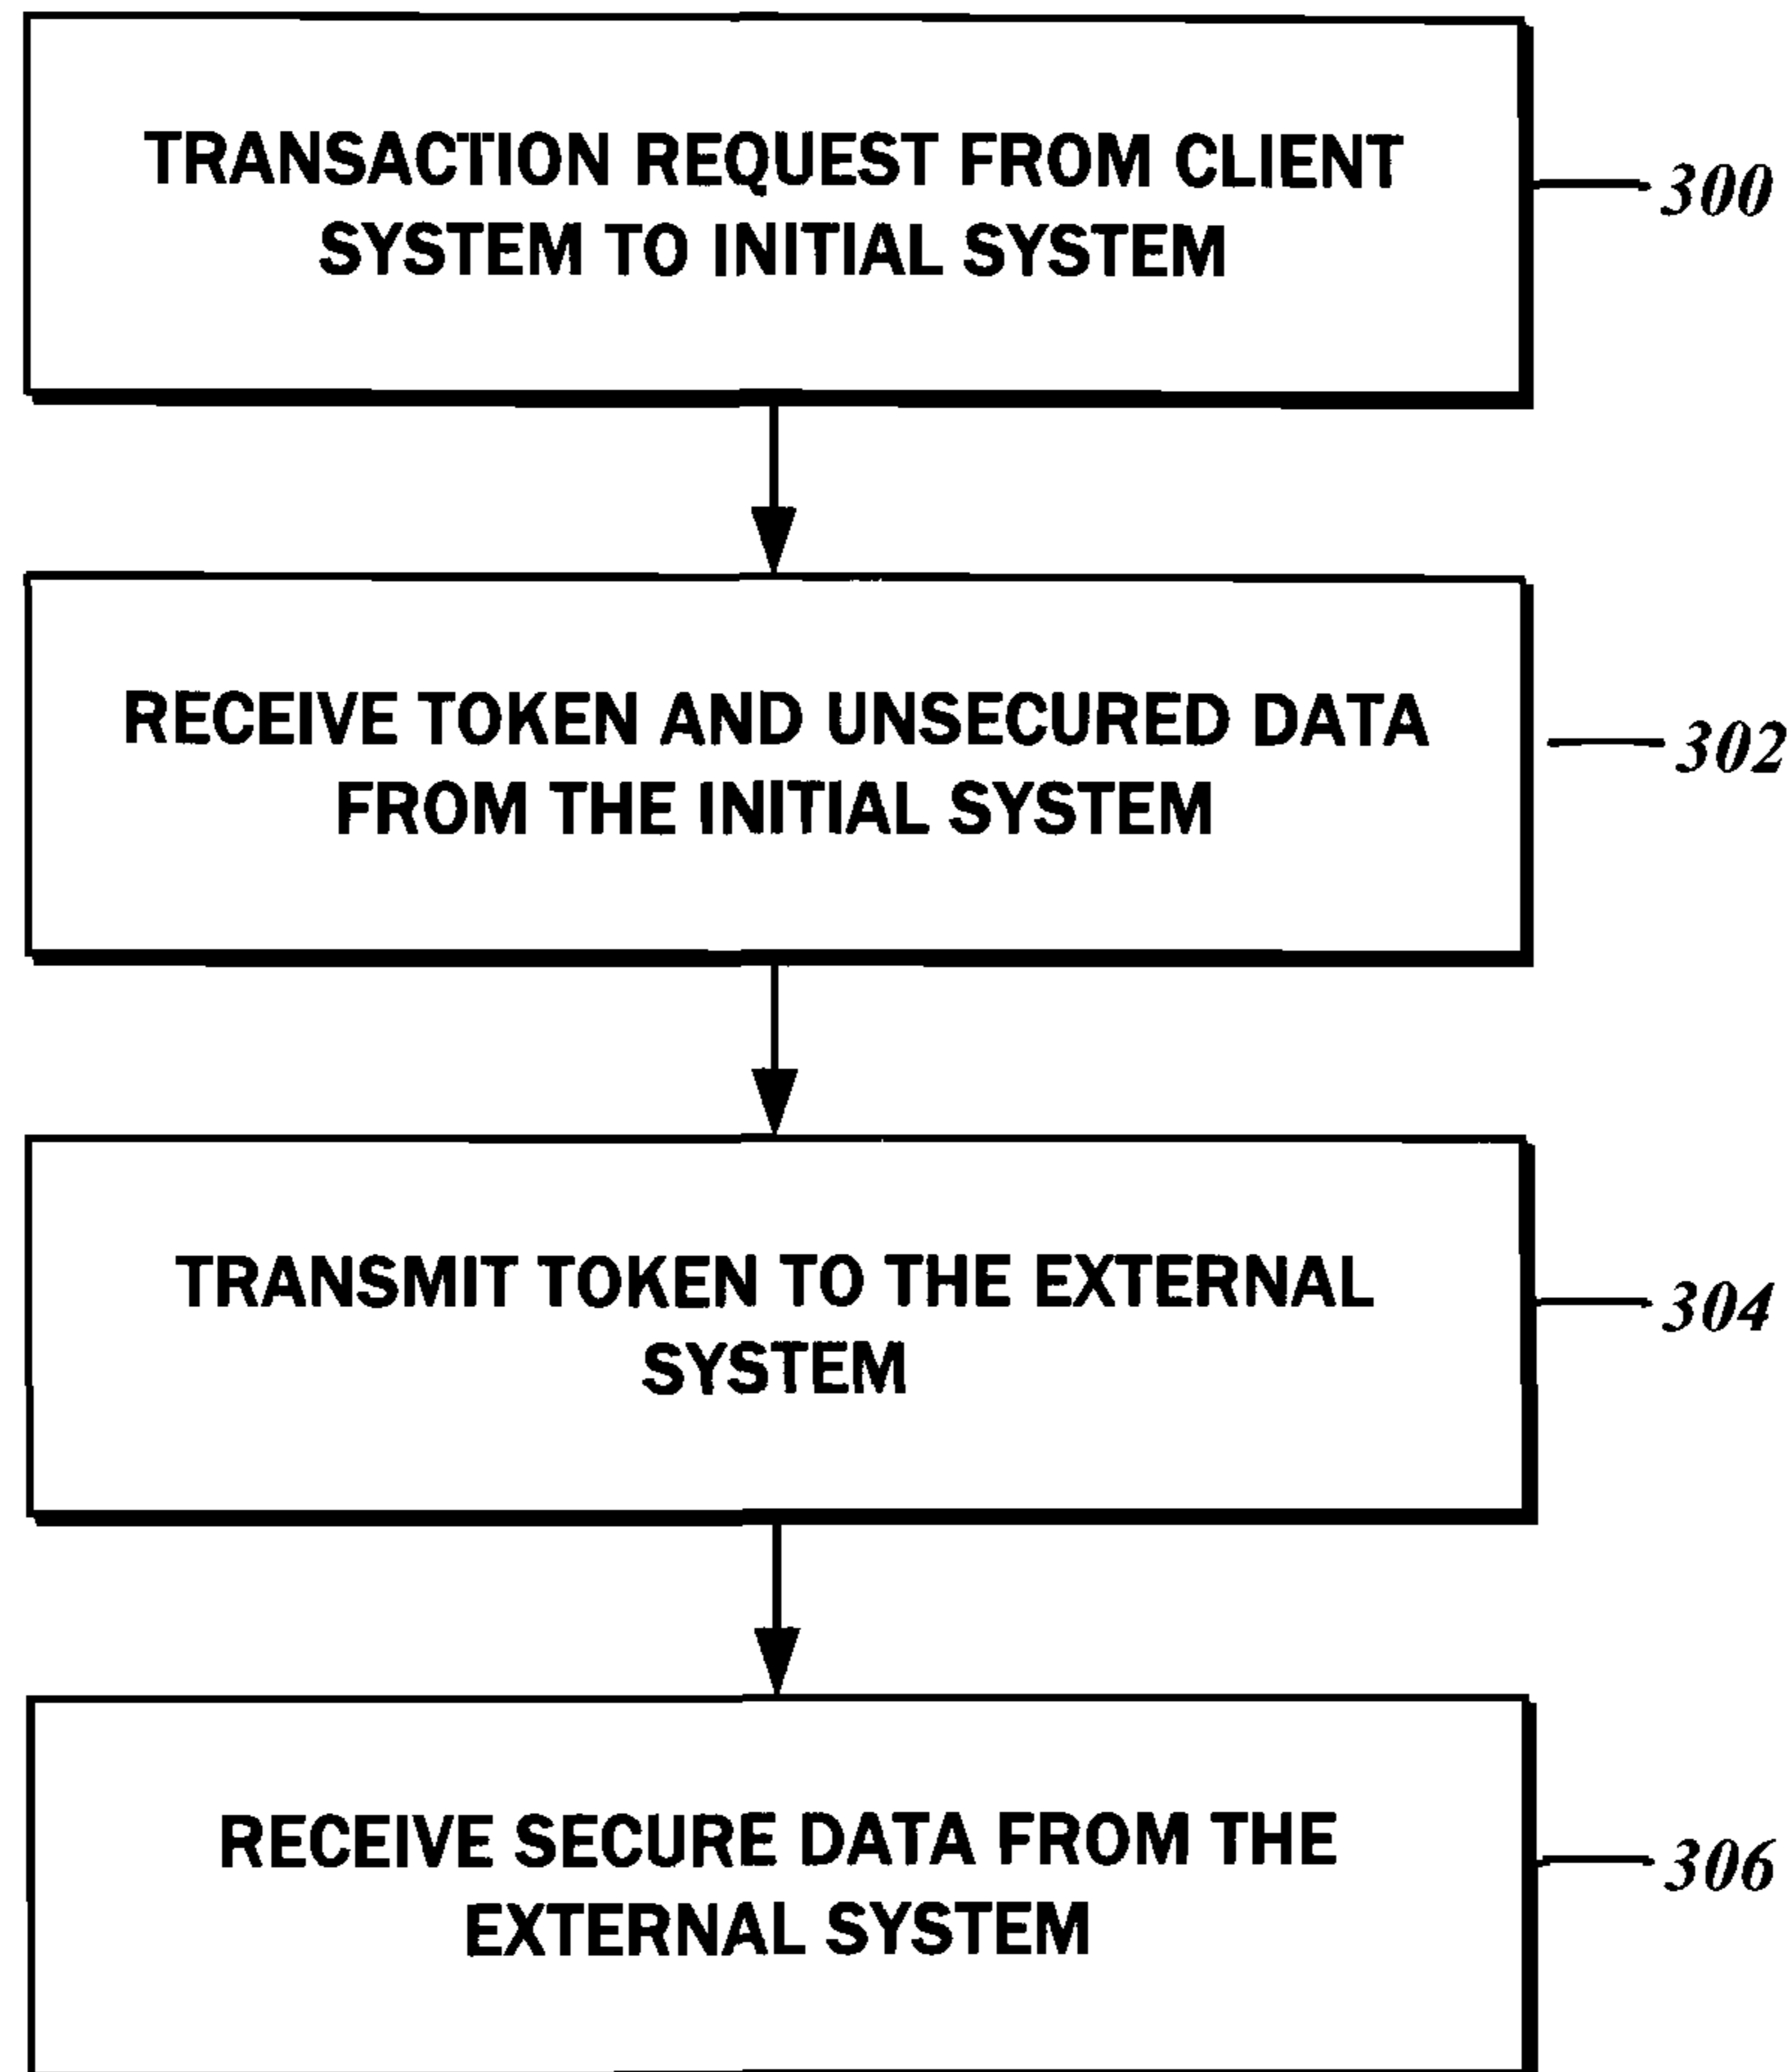 TRANSACTION REQUEST FROM CLIENT
SYSTEM TO INITIAL SYSTEM
300
RECEIVE TOKEN AND UNSECURED DATA
FROM THE INITIAL SYSTEM
302
TRANSMIT TOKEN TO THE EXTERNAL
SYSTEM
304
RECEIVE SECURE DATA FROM THE
EXTERNAL SYSTEM
306